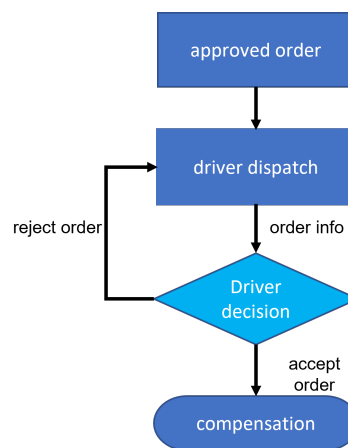 approved order
driver dispatch
reject order
order info
Driver
decision
accept
order
compensation